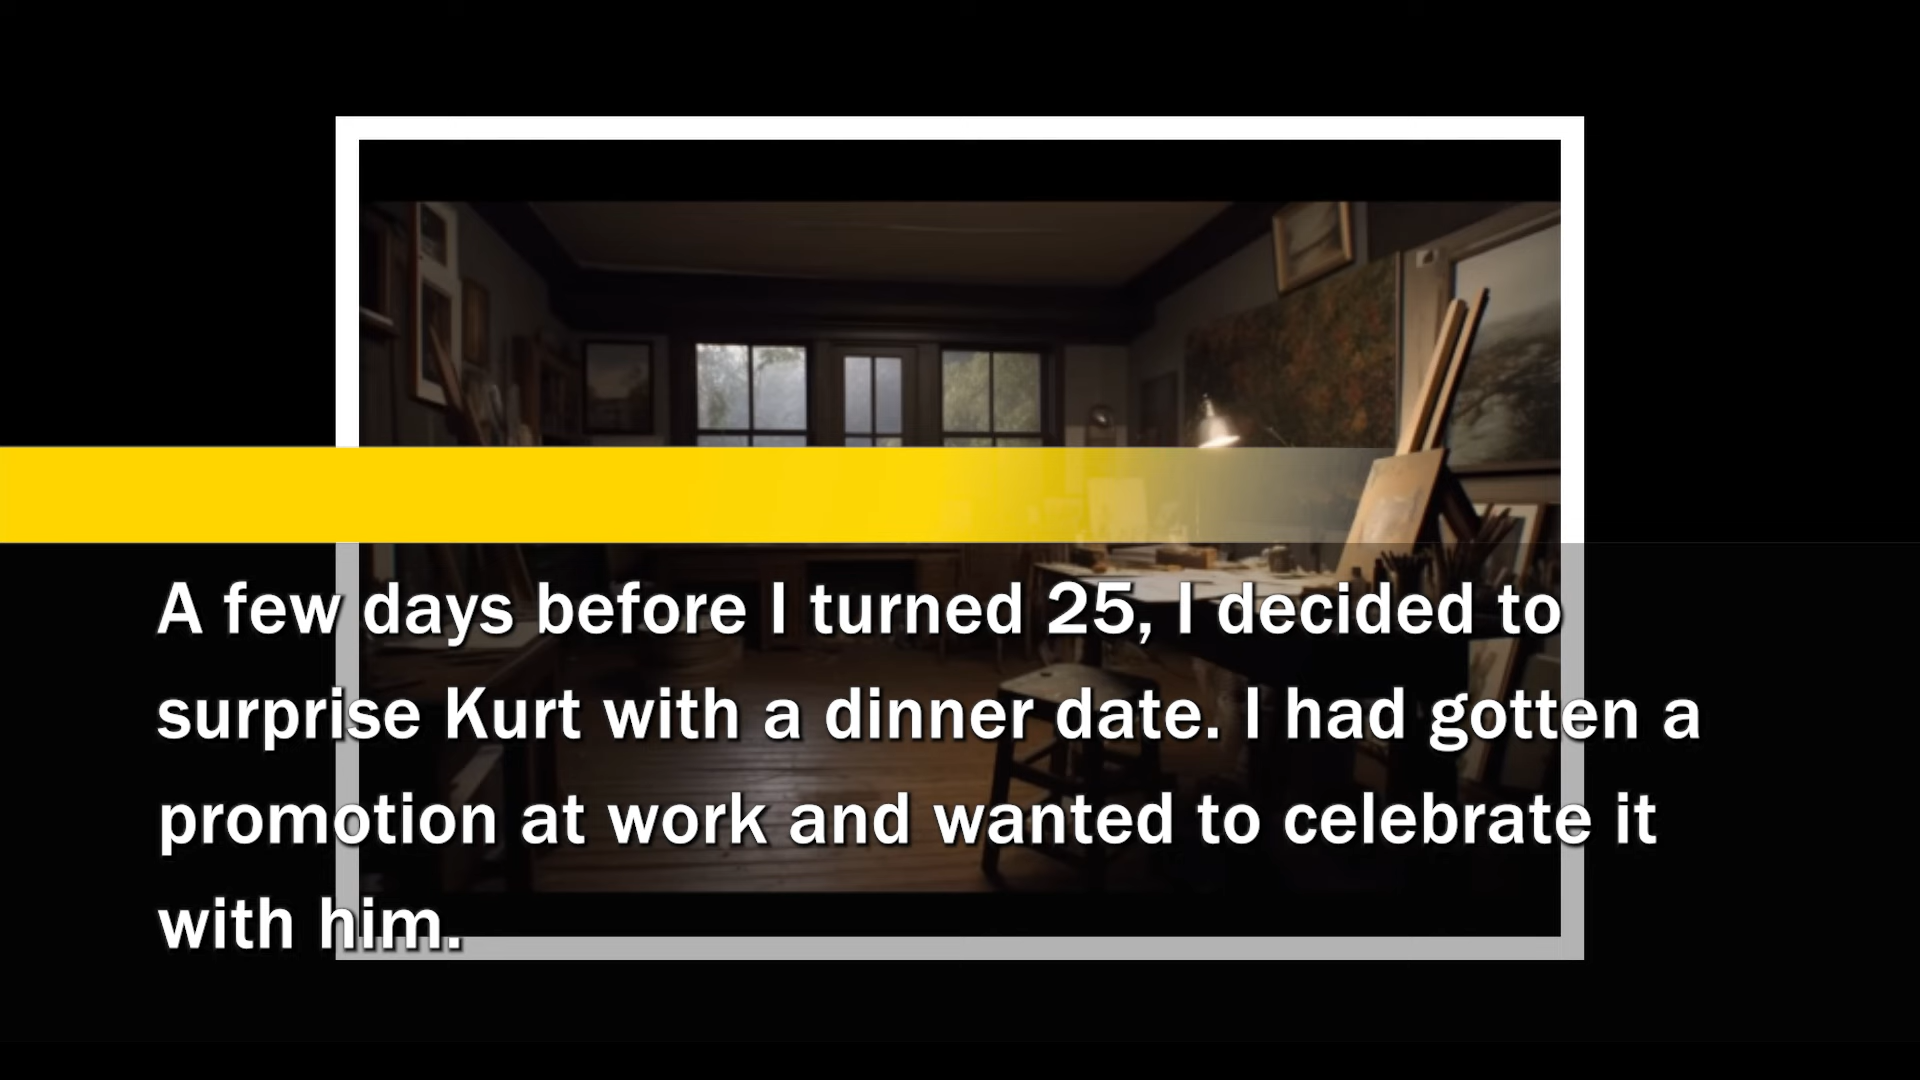 A few days before I turned 25, I decided to
surprise Kurt with a dinner date. I had gotten a
promotion at work and wanted to celebrate it
with him.